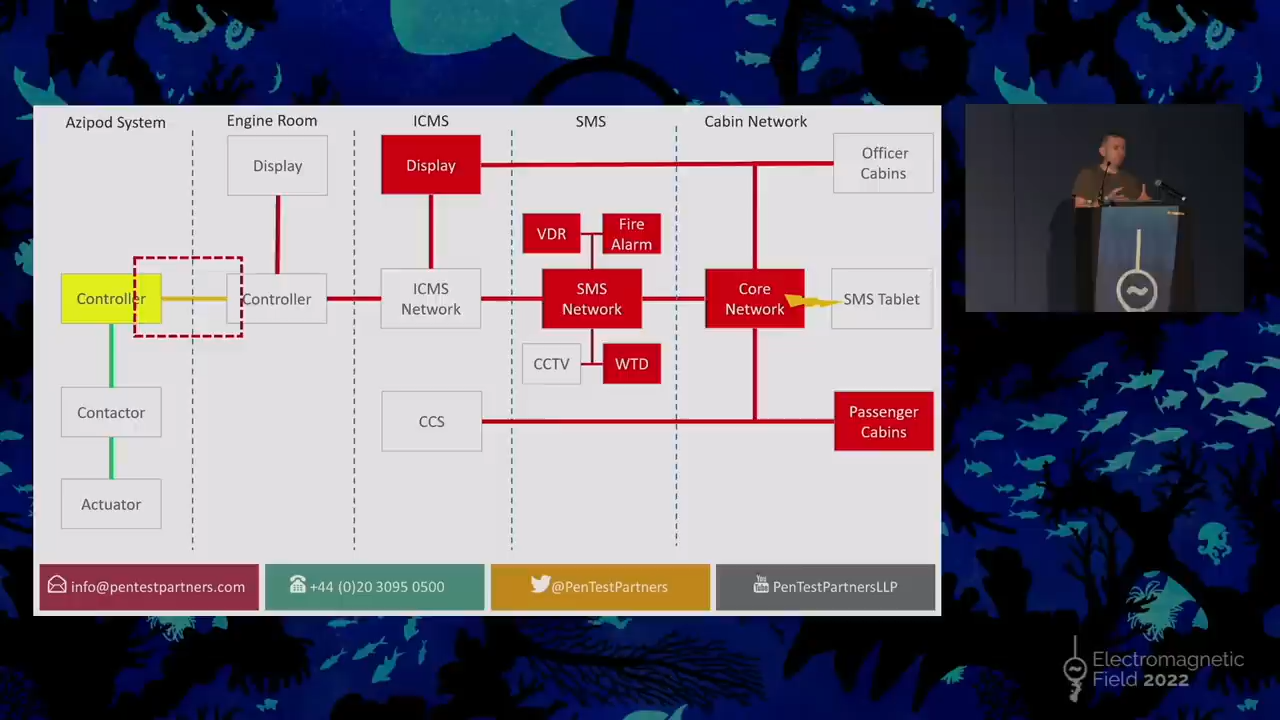 Azipod System
Engine Room
ICMS
SMS
Cabin Network
Display
Display
Officer
Cabins
VDR
Fire
Alarm
Controller
Controller
ICMS
Network
SMS
Network
Core
Network
SMS Tablet
CCTV
WTD
Contactor
CCS
Passenger
Cabins
Actuator
info@pentestpartners.com
+44 (0)20 3095 0500
@PenTestPartners
You
Tube
PenTestPartnersLLP
Electromagnetic
Field 2022